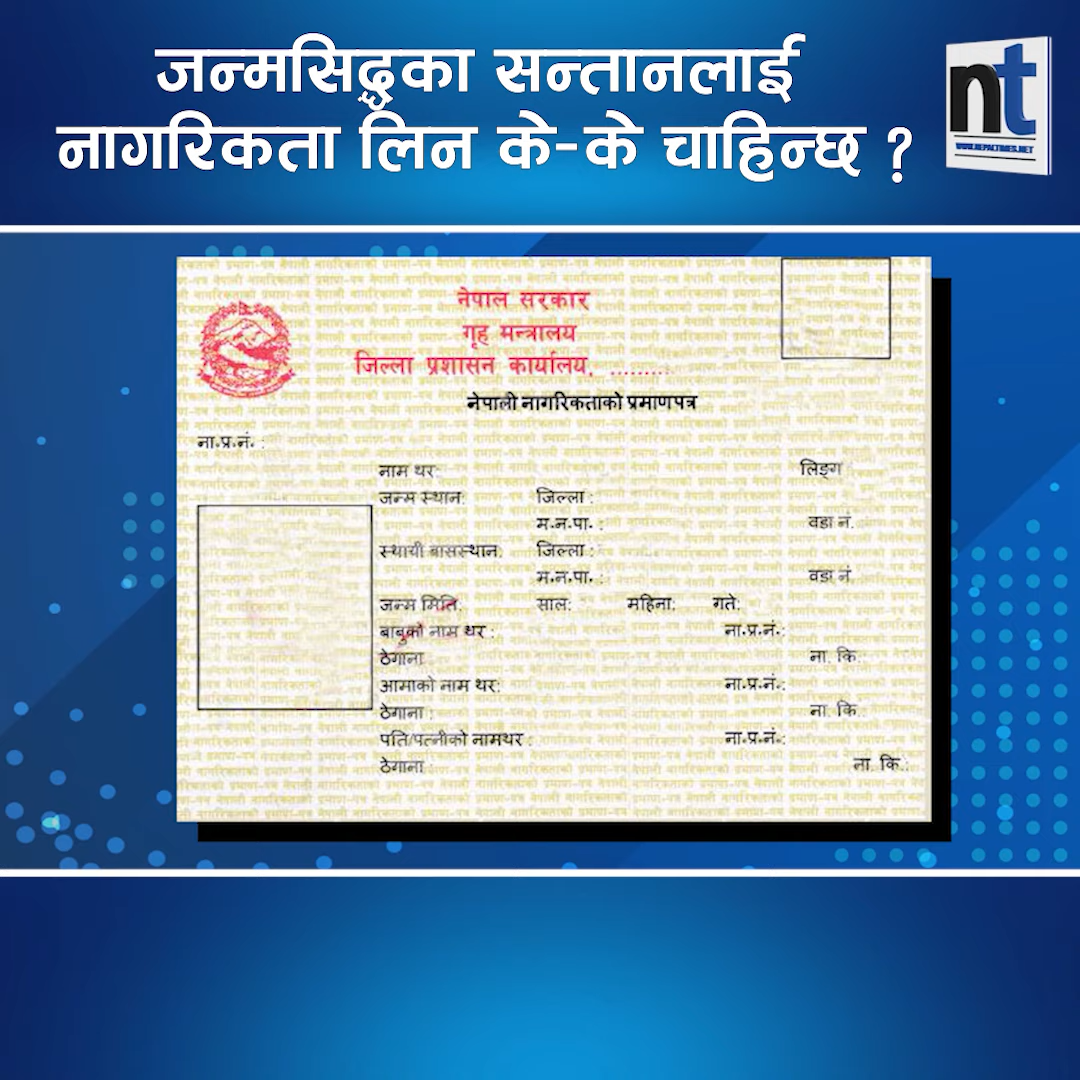 जन्मसिद्धका सन्तानलाई
नागरिकता लिन के-के चाहिन्छ ?
nt
WWW.NEPALTIMES.NET
नेपाल सरकार
गृह मन्त्रालय
जिल्ला प्रशासन कार्यालय, ..........
नेपाली नागरिकताको प्रमाणपत्र
ना.प्र.नं. :
नाम थर: लिङ्ग
जन्म स्थान: जिल्ला :
म.न.पा. : वडा नं.
स्थायी बासस्थान: जिल्ला :
म.न.पा. : वडा नं.
जन्म मिति: साल: महिना: गते:
बाबुको नाम थर : ना.प्र.नं.:
ठेगाना ना. कि.:
आमाको नाम थर: ना.प्र.नं.:
ठेगाना : ना. कि.:
पति/पत्नीको नामथर : ना.प्र.नं.:
ठेगाना ना. कि.: